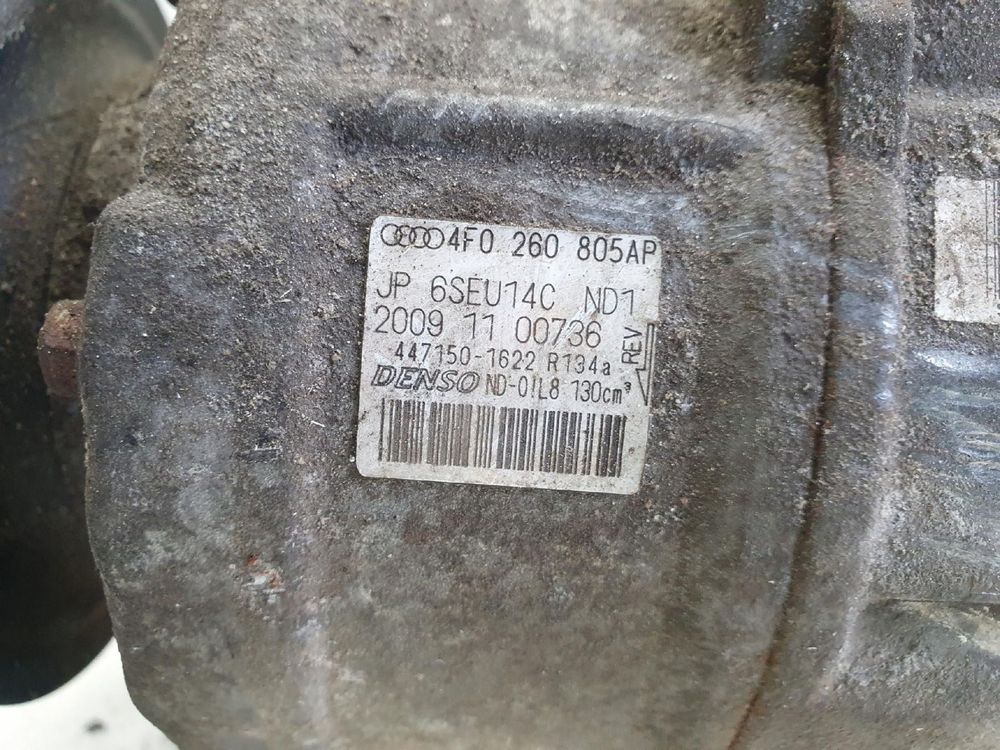 4F0 260 805AP
JP 6SEU14C ND1
2009 11 00736
447150-1622 R134a
REV
DENSO ND-OIL8 130cm³